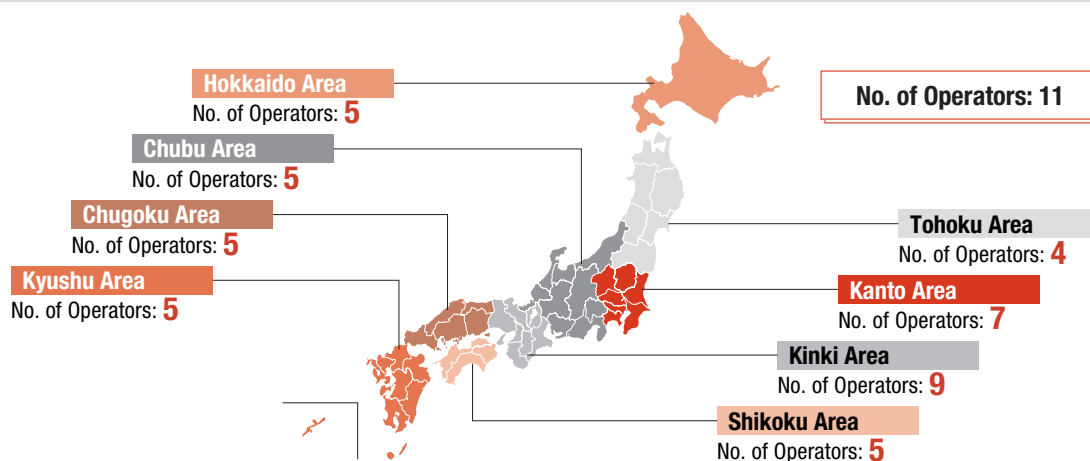 Hokkaido Area
No. of Operators: 5
No. of Operators: 11
Chubu Area
No. of Operators: 5
Chugoku Area
No. of Operators: 5
Tohoku Area
No. of Operators: 4
Kyushu Area
No. of Operators: 5
Kanto Area
No. of Operators: 7
Kinki Area
No. of Operators: 9
Shikoku Area
No. of Operators: 5